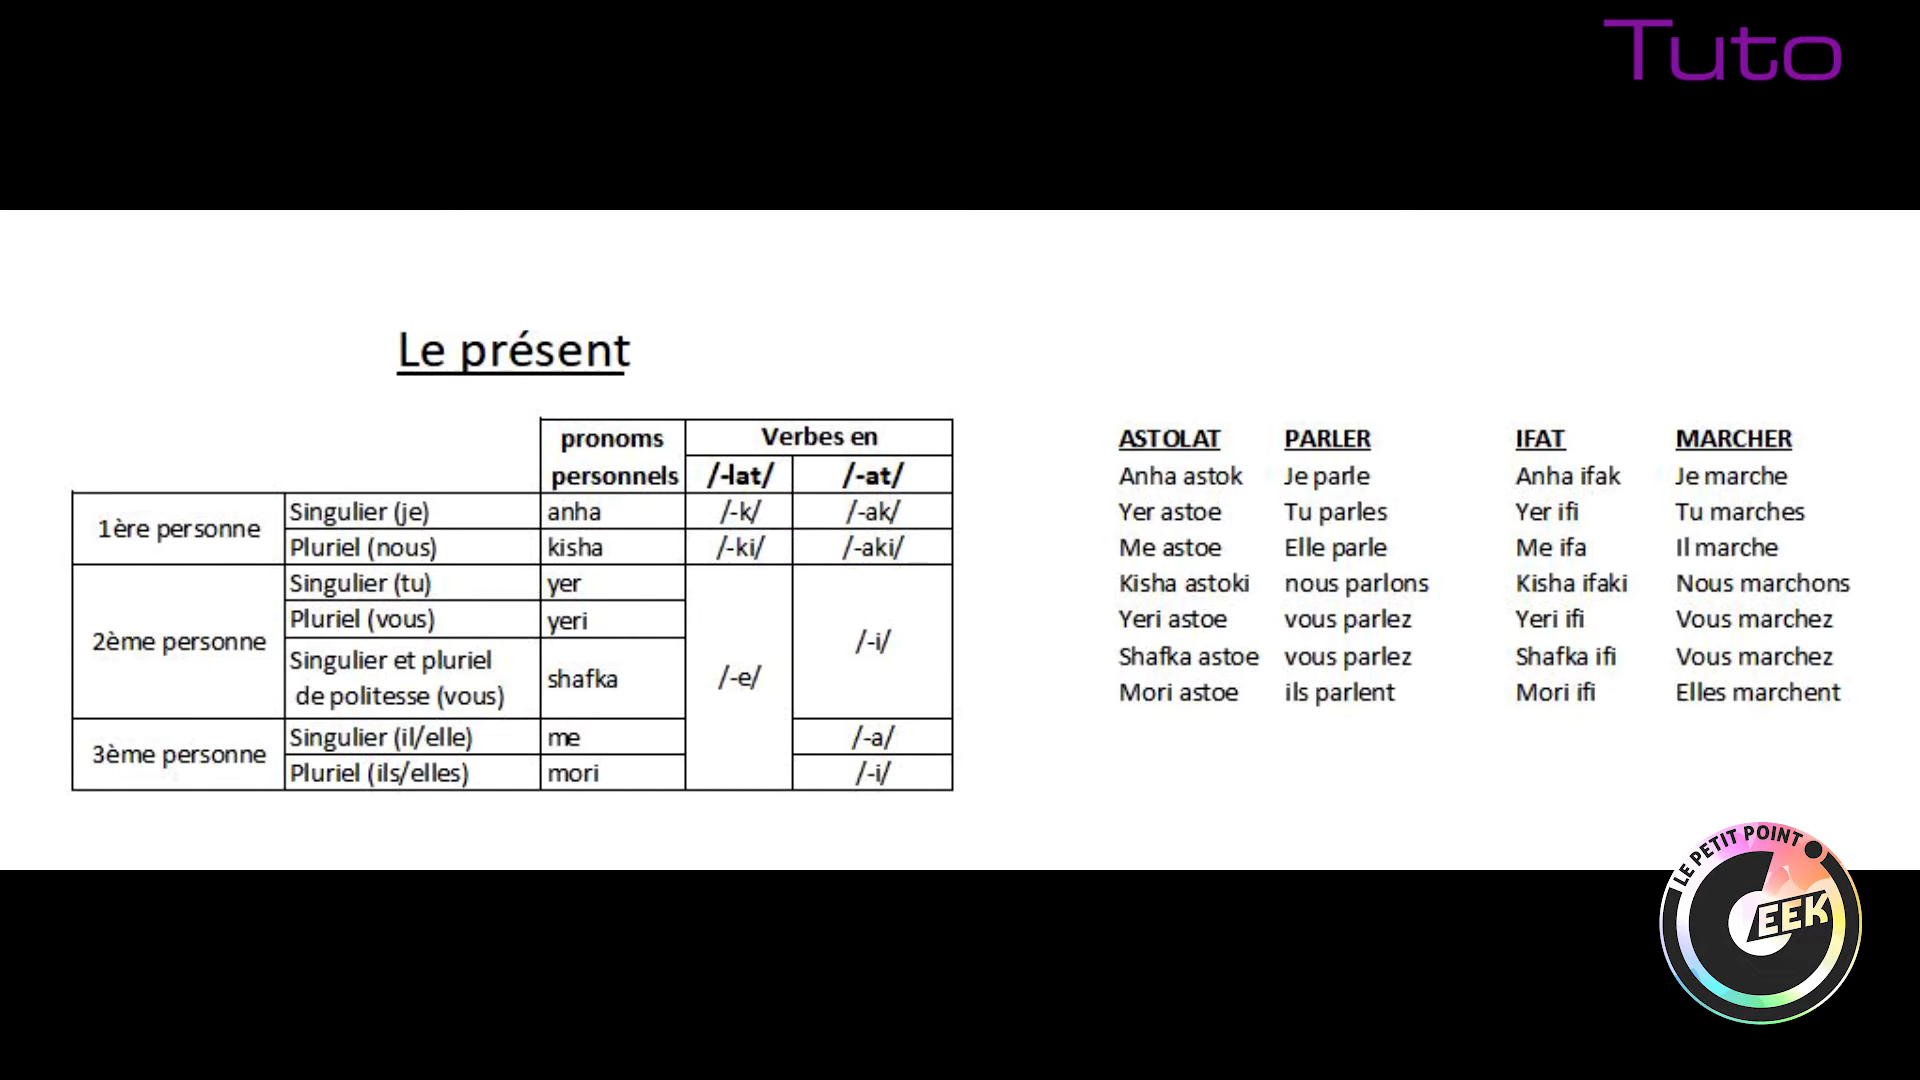 Tuto
Le présent
pronoms personnels
Verbes en
/-lat/ /-at/
1ère personne
Singulier (je) anha /-k/ /-ak/
Pluriel (nous) kisha /-ki/ /-aki/
2ème personne
Singulier (tu) yer
Pluriel (vous) yeri
Singulier et pluriel
de politesse (vous) shafka
/-e/ /-i/
3ème personne
Singulier (il/elle) me /-a/
Pluriel (ils/elles) mori /-i/
ASTOLAT PARLER
Anha astok Je parle
Yer astoe Tu parles
Me astoe Elle parle
Kisha astoki nous parlons
Yeri astoe vous parlez
Shafka astoe vous parlez
Mori astoe ils parlent
IFAT MARCHER
Anha ifak Je marche
Yer ifi Tu marches
Me ifa Il marche
Kisha ifaki Nous marchons
Yeri ifi Vous marchez
Shafka ifi Vous marchez
Mori ifi Elles marchent
LE PETIT POINT
GEEK